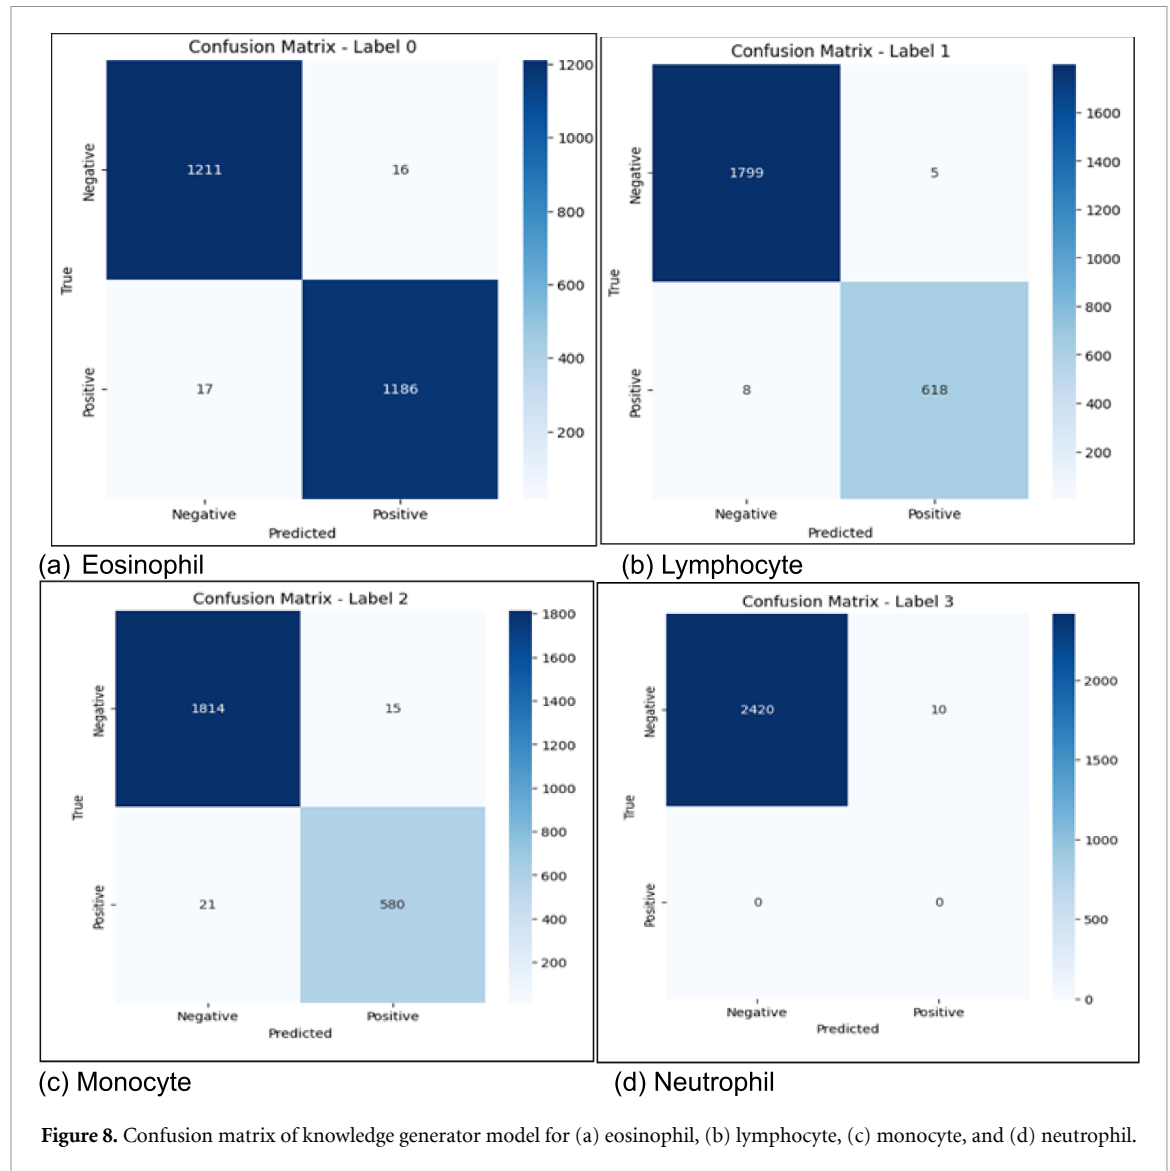 Confusion Matrix - Label 0
1200
1000
800
600
400
200
True
Negative
Positive
1211
16
17
1186
Negative
Positive
Predicted
(a) Eosinophil
Confusion Matrix - Label 1
1600
1400
1200
1000
800
600
400
200
True
Negative
Positive
1799
5
8
618
Negative
Positive
Predicted
(b) Lymphocyte
Confusion Matrix - Label 2
1800
1600
1400
1200
1000
800
600
400
200
True
Negative
Positive
1814
15
21
580
Negative
Positive
Predicted
(c) Monocyte
Confusion Matrix - Label 3
2000
1500
1000
500
0
True
Negative
Positive
2420
10
0
0
Negative
Positive
Predicted
(d) Neutrophil
Figure 8. Confusion matrix of knowledge generator model for (a) eosinophil, (b) lymphocyte, (c) monocyte, and (d) neutrophil.